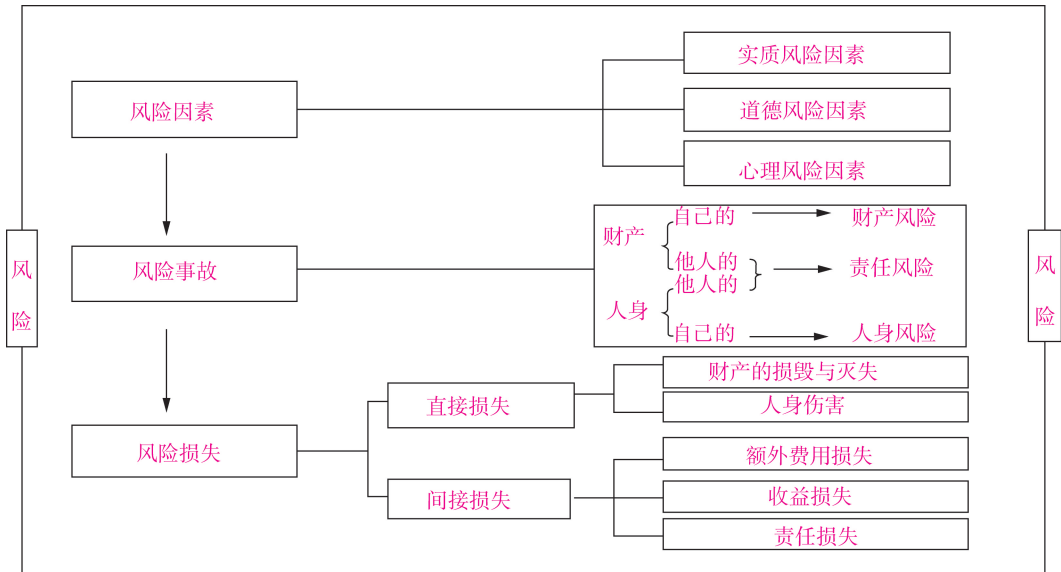 实质风险因素
风险因素
道德风险因素
心理风险因素
风险
风险事故
财产
自己的
财产风险
他人的
他人的
责任风险
人身
自己的
人身风险
风险
风险损失
直接损失
财产的损毁与灭失
人身伤害
间接损失
额外费用损失
收益损失
责任损失